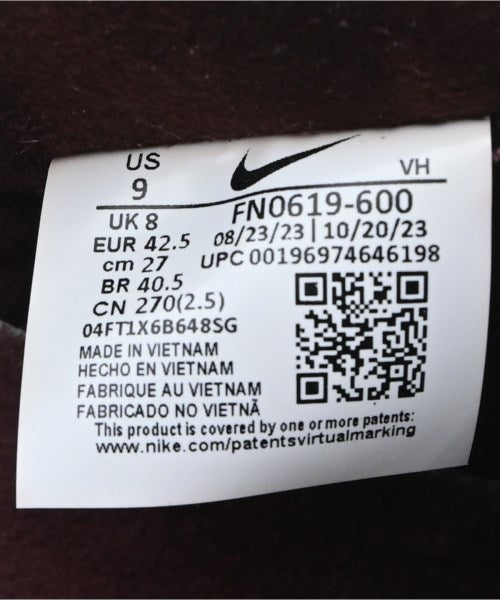 US
9
VH
UK 8
EUR 42.5
cm 27
BR 40.5
CN 270(2.5)
04FT1X6B648SG
FN0619-600
08/23/23 | 10/20/23
UPC 00196974646198
MADE IN VIETNAM
HECHO EN VIETNAM
FABRIQUE AU VIETNAM
FABRICADO NO VIETNÃ
This product is covered by one or more patents:
www.nike.com/patentsvirtualmarking